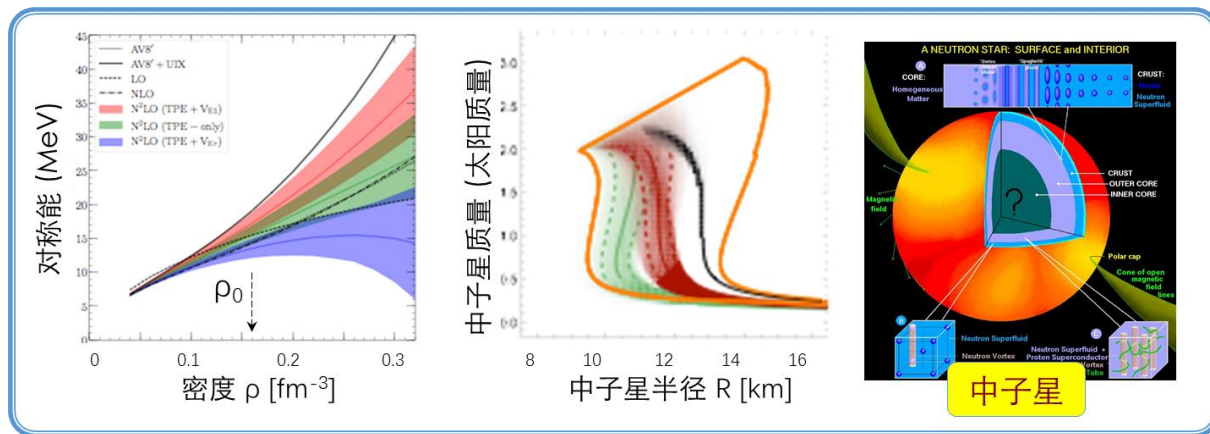 45
40
35
30
25
20
15
10
5
0
AV8′
AV8′ + UIX
LO
NLO
N²LO (TPE + V_E1)
N²LO (TPE − only)
N²LO (TPE + V_Eτ)
对称能 (MeV)
ρ₀
0 0.1 0.2 0.3
密度 ρ [fm⁻³]
中子星质量 (太阳质量)
3.0
2.5
2.0
1.5
1.0
0.5
0.0
8 10 12 14 16
中子星半径 R [km]
A NEUTRON STAR: SURFACE and INTERIOR
A
'Spaghetti'
CORE:
Homogeneous
Matter
CRUST:
Neutron
Superfluid
CRUST
OUTER CORE
INNER CORE
?
Magnetic
field
Polar cap
Cone of open
magnetic
field
lines
B
Neutron Superfluid
Neutron Vortex
C
Neutron Superfluid +
Proton Superconductor
Vortex
Tube
中子星